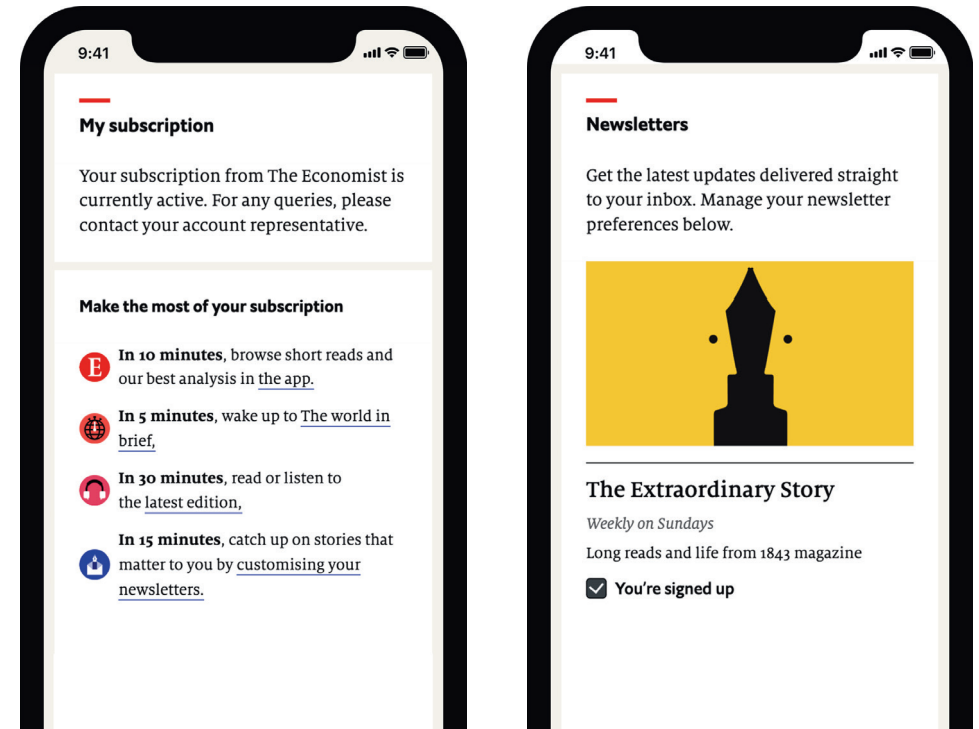 9:41
My subscription
Your subscription from The Economist is
currently active. For any queries, please
contact your account representative.
Make the most of your subscription
E
In 10 minutes, browse short reads and
our best analysis in the app.
In 5 minutes, wake up to The world in
brief,
In 30 minutes, read or listen to
the latest edition,
In 15 minutes, catch up on stories that
matter to you by customising your
newsletters.
9:41
Newsletters
Get the latest updates delivered straight
to your inbox. Manage your newsletter
preferences below.
The Extraordinary Story
Weekly on Sundays
Long reads and life from 1843 magazine
You’re signed up